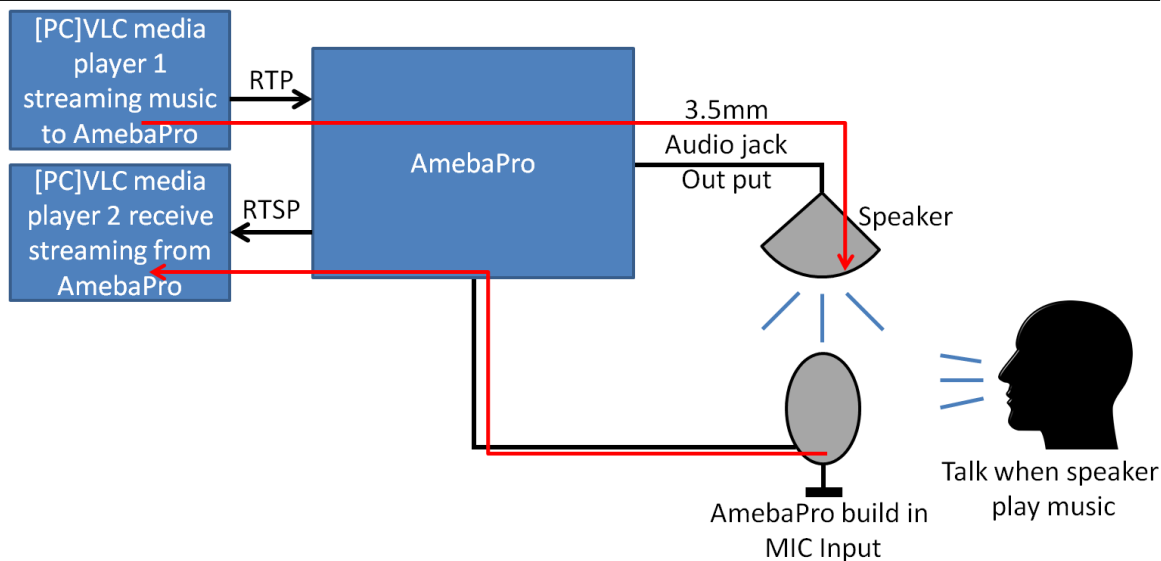 [PC]VLC media
player 1
streaming music
to AmebaPro
RTP
[PC]VLC media
player 2 receive
streaming from
AmebaPro
RTSP
AmebaPro
3.5mm
Audio jack
Out put
Speaker
Talk when speaker
play music
AmebaPro build in
MIC Input